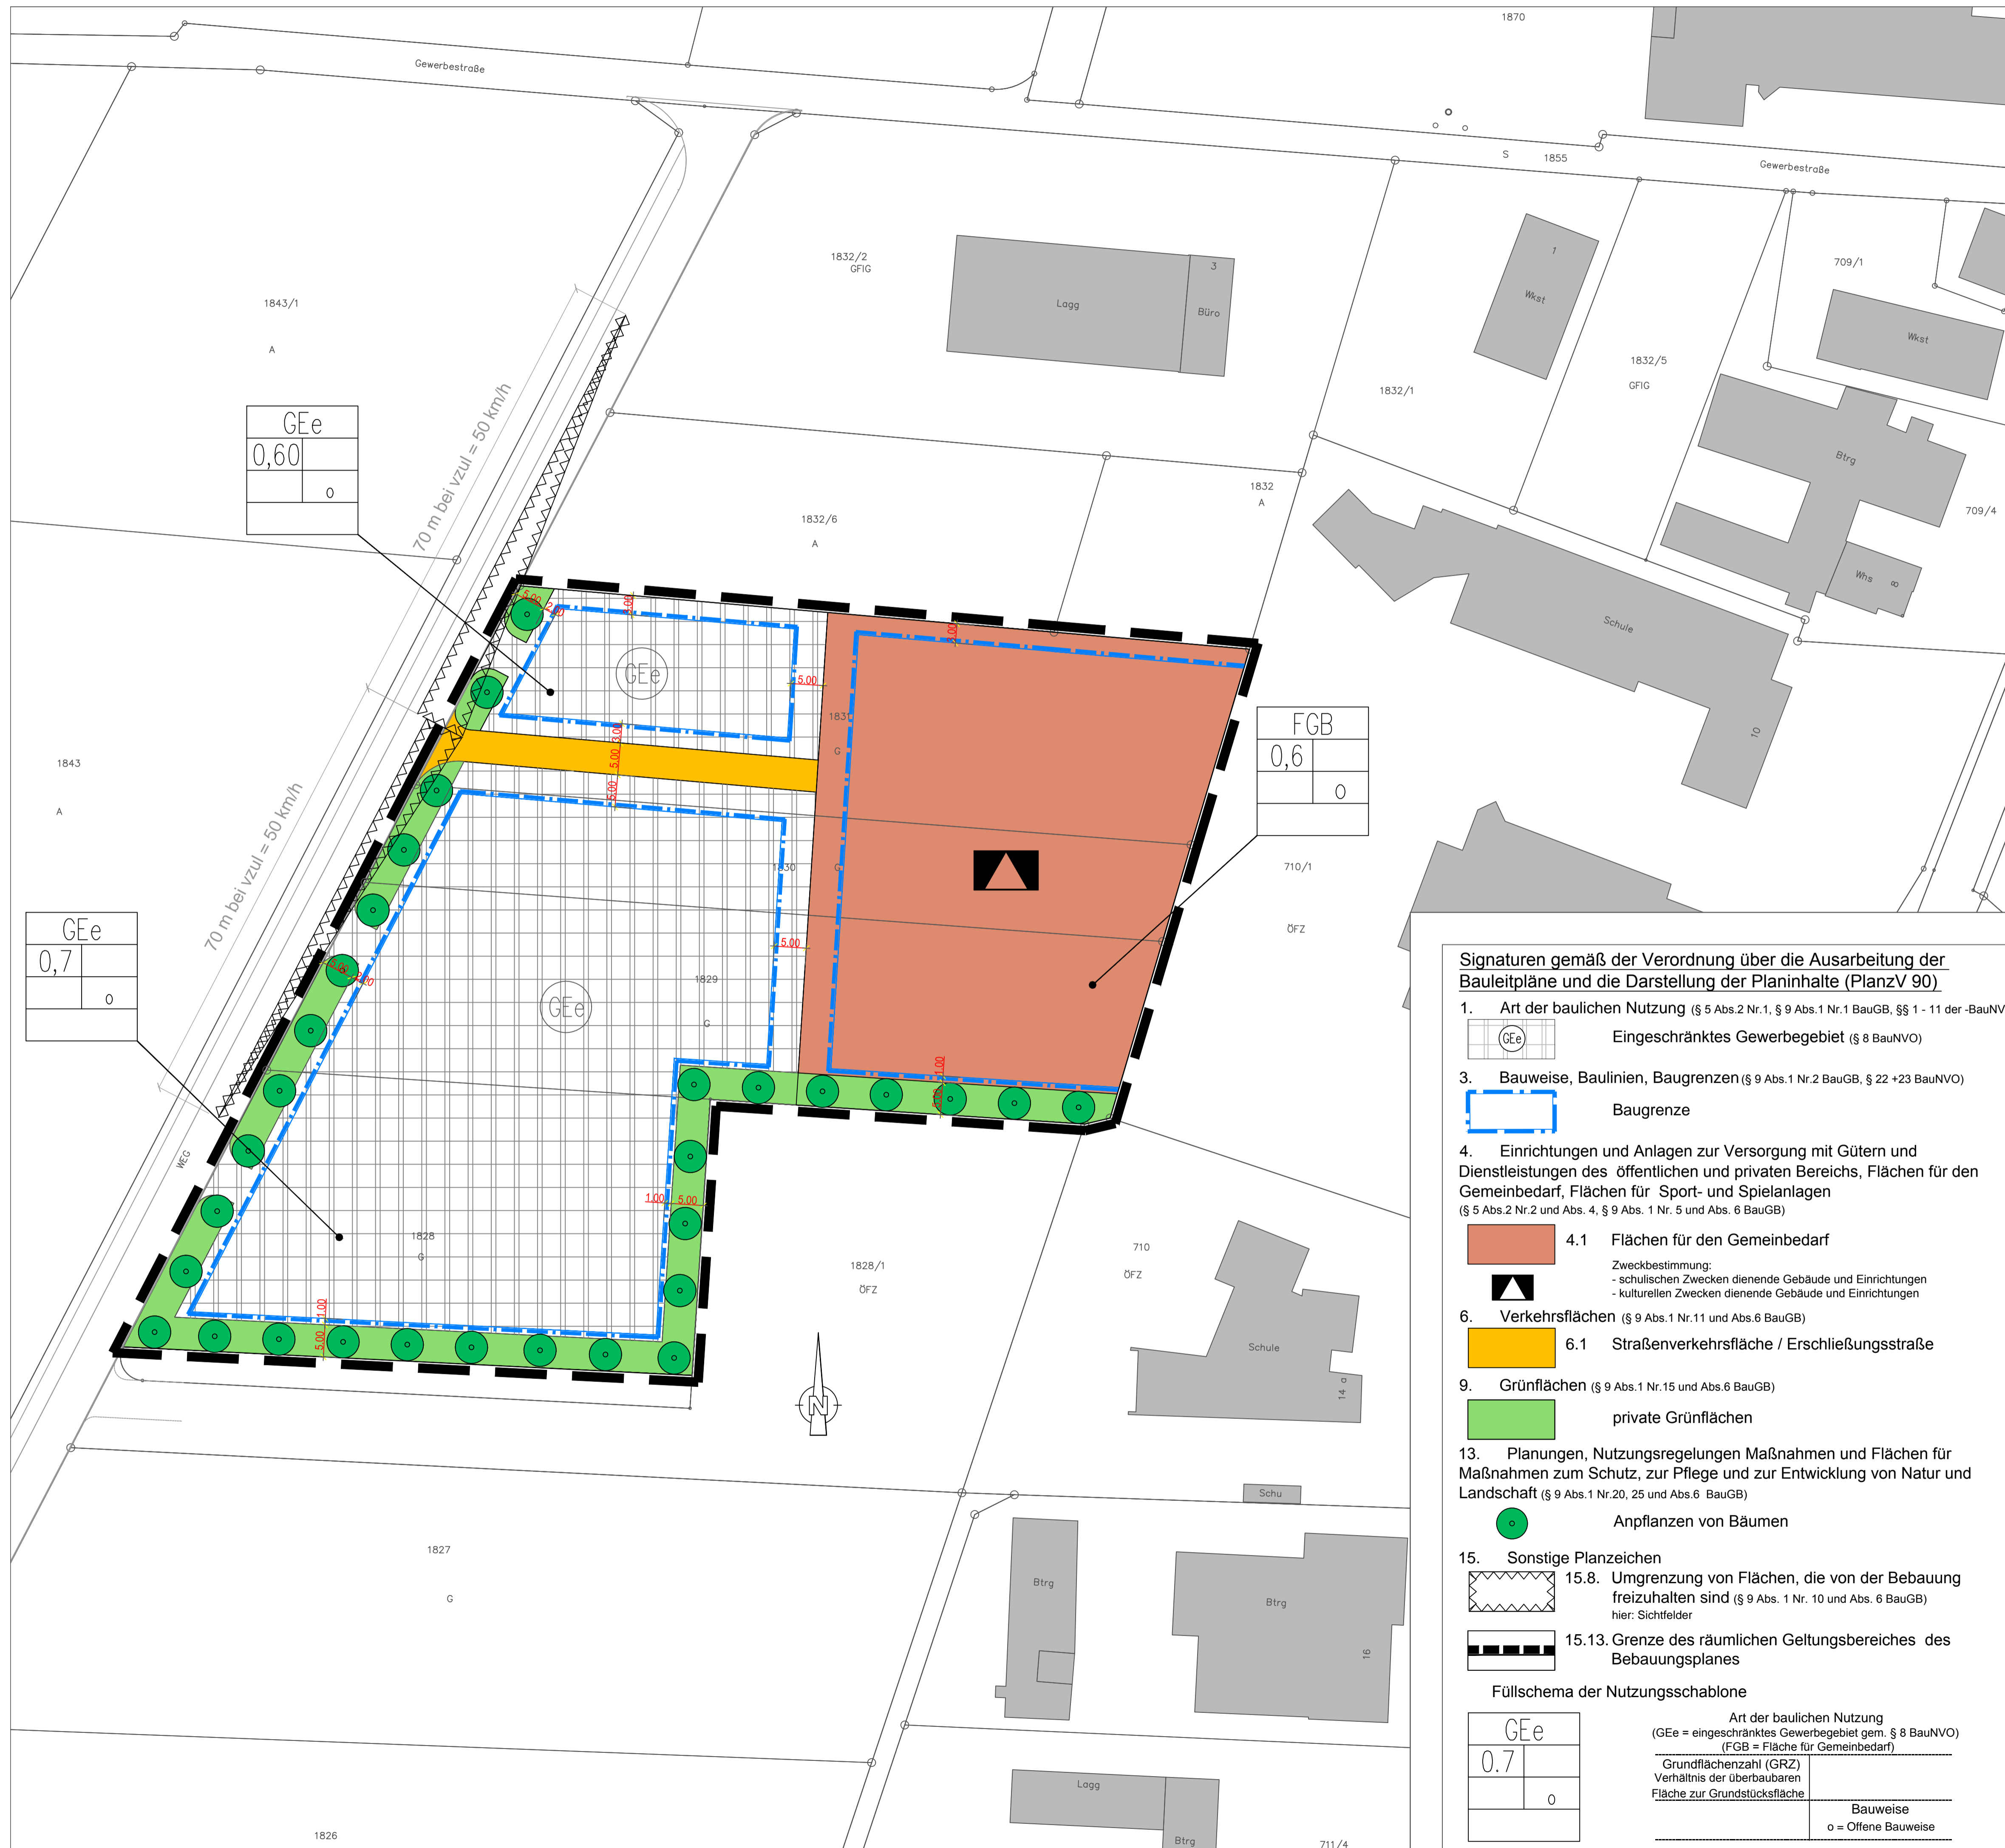 1870
Gewerbestraße
S
1855
Gewerbestraße
1832/2
GFIG
3
Lagg
Büro
1
Wkst
709/1
Wkst
1843/1
A
1832/5
GFIG
1832/1
70 m bei vzul = 50 km/h
GEe
0,60
o
Btrg
1832
A
1832/6
A
709/4
Whs
8
Schule
10
5.00
2.00
3.00
3.00
GEe
5.00
1831
G
3.00
5.00
5.00
FGB
0,6
o
1843
A
70 m bei vzul = 50 km/h
1830
G
710/1
ÖFZ
GEe
0,7
o
5.00
5.00
2.00
1829
G
GEe
1.00
5.00
WEG
1.00
5.00
1828
G
1828/1
ÖFZ
710
ÖFZ
1.00
5.00
Schule
14 a
N
Schu
1827
G
Btrg
Btrg
16
Lagg
Btrg
1826
711/4
Signaturen gemäß der Verordnung über die Ausarbeitung der
Bauleitpläne und die Darstellung der Planinhalte (PlanzV 90)
1. Art der baulichen Nutzung (§ 5 Abs.2 Nr.1, § 9 Abs.1 Nr.1 BauGB, §§ 1 - 11 der -BauNV
GEe
Eingeschränktes Gewerbegebiet (§ 8 BauNVO)
3. Bauweise, Baulinien, Baugrenzen (§ 9 Abs.1 Nr.2 BauGB, § 22 +23 BauNVO)
Baugrenze
4. Einrichtungen und Anlagen zur Versorgung mit Gütern und
Dienstleistungen des öffentlichen und privaten Bereichs, Flächen für den
Gemeinbedarf, Flächen für Sport- und Spielanlagen
(§ 5 Abs.2 Nr.2 und Abs. 4, § 9 Abs. 1 Nr. 5 und Abs. 6 BauGB)
4.1 Flächen für den Gemeinbedarf
Zweckbestimmung:
- schulischen Zwecken dienende Gebäude und Einrichtungen
- kulturellen Zwecken dienende Gebäude und Einrichtungen
6. Verkehrsflächen (§ 9 Abs.1 Nr.11 und Abs.6 BauGB)
6.1 Straßenverkehrsfläche / Erschließungsstraße
9. Grünflächen (§ 9 Abs.1 Nr.15 und Abs.6 BauGB)
private Grünflächen
13. Planungen, Nutzungsregelungen Maßnahmen und Flächen für
Maßnahmen zum Schutz, zur Pflege und zur Entwicklung von Natur und
Landschaft (§ 9 Abs.1 Nr.20, 25 und Abs.6 BauGB)
Anpflanzen von Bäumen
15. Sonstige Planzeichen
15.8. Umgrenzung von Flächen, die von der Bebauung
freizuhalten sind (§ 9 Abs. 1 Nr. 10 und Abs. 6 BauGB)
hier: Sichtfelder
15.13. Grenze des räumlichen Geltungsbereiches des
Bebauungsplanes
Füllschema der Nutzungsschablone
GEe
0.7
o
Art der baulichen Nutzung
(GEe = eingeschränktes Gewerbegebiet gem. § 8 BauNVO)
(FGB = Fläche für Gemeinbedarf)
Grundflächenzahl (GRZ)
Verhältnis der überbaubaren
Fläche zur Grundstücksfläche
Bauweise
o = Offene Bauweise